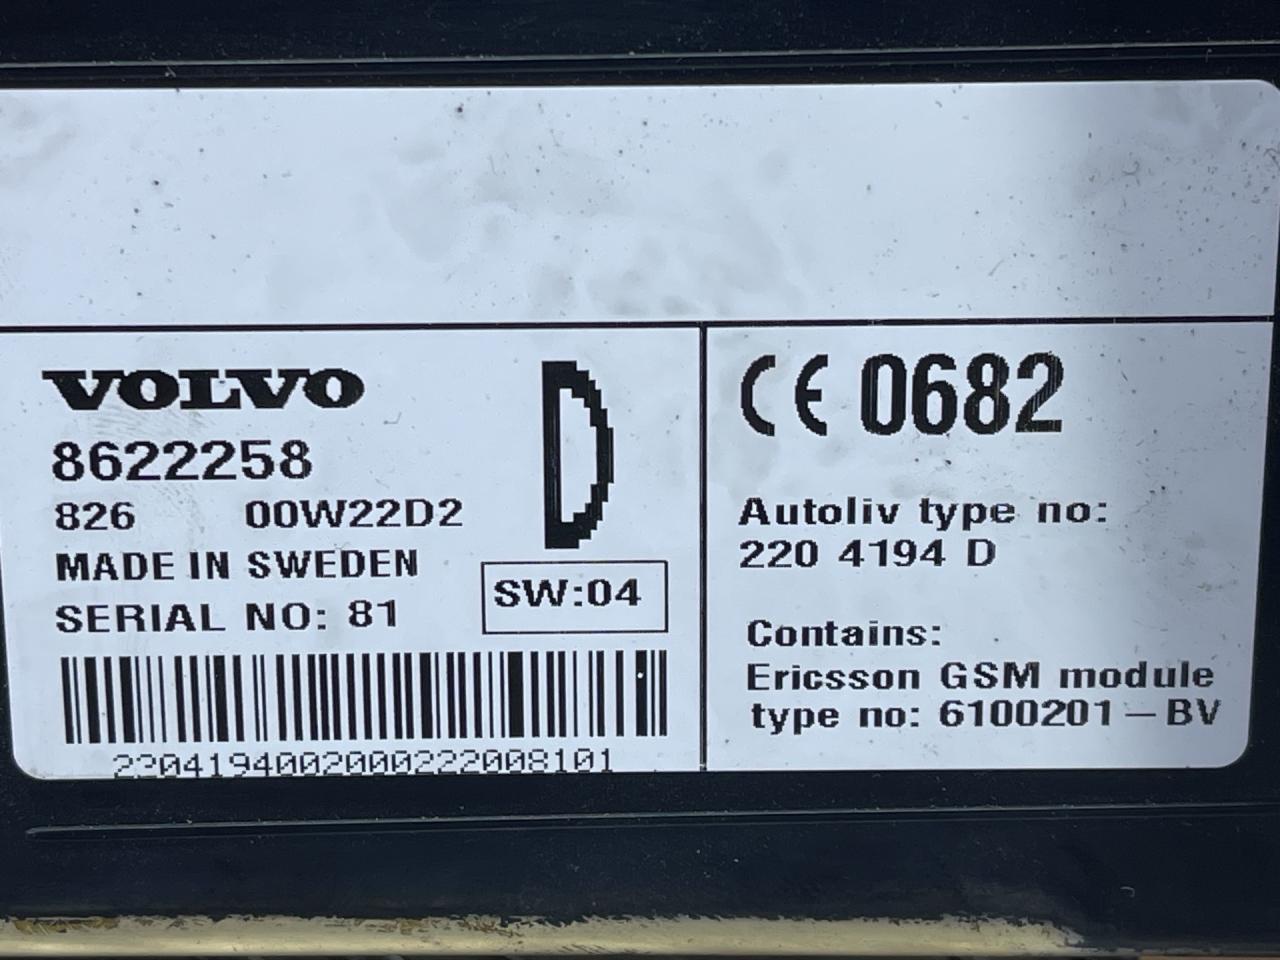 VOLVO
8622258
826 00W22D2
MADE IN SWEDEN
SERIAL NO: 81
D
SW:04
2204194002000222008101
CE 0682
Autoliv type no:
220 4194 D
Contains:
Ericsson GSM module
type no: 6100201 – BV